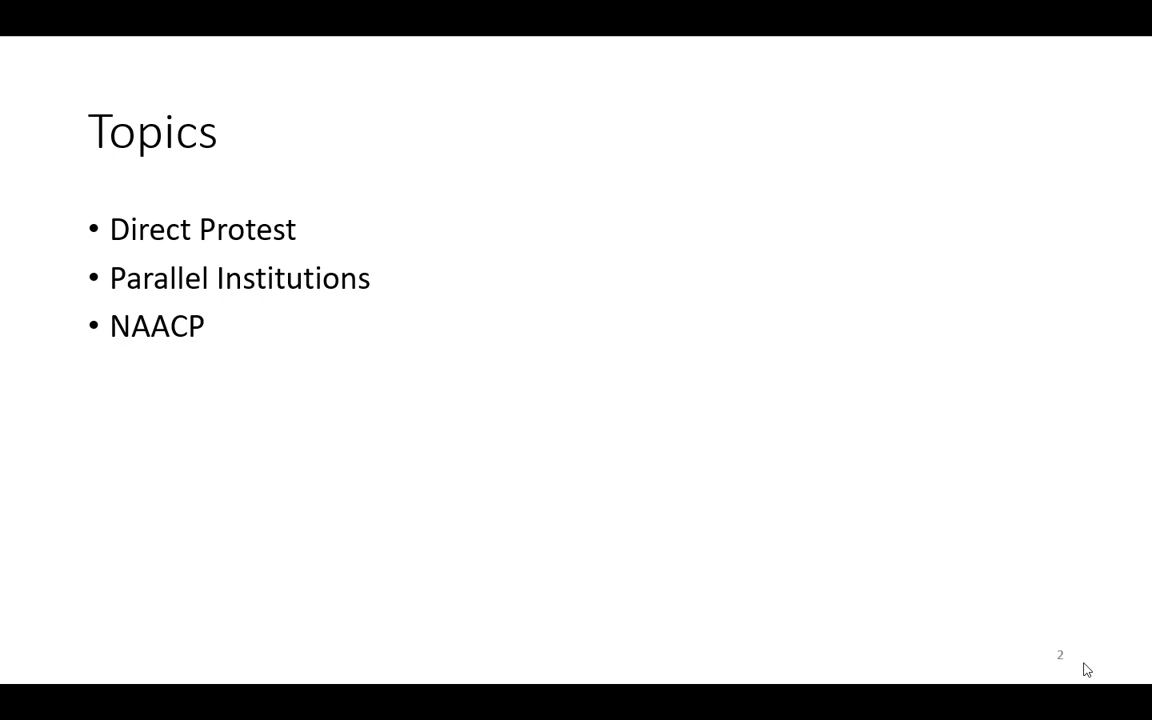 Topics
• Direct Protest
• Parallel Institutions
• NAACP
2